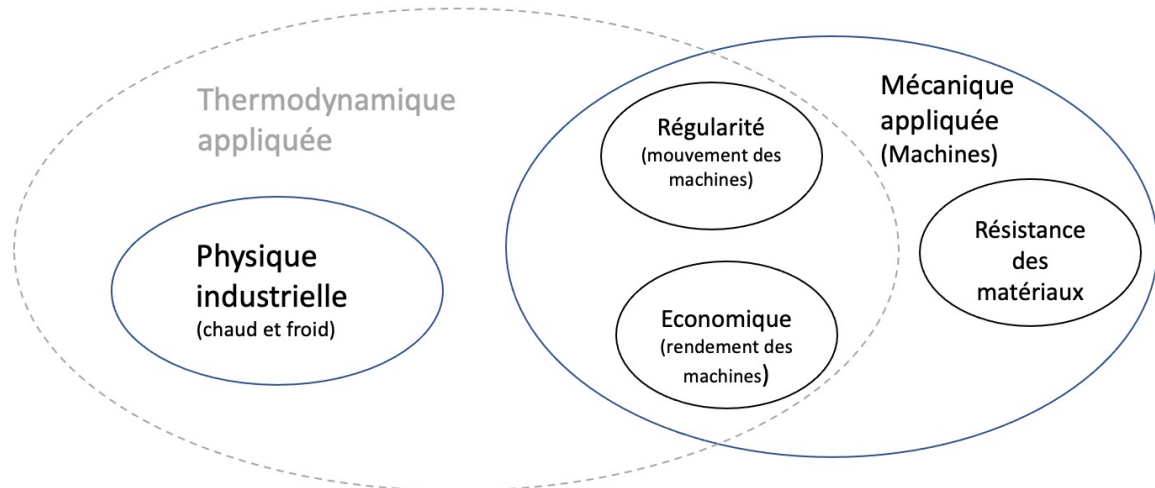 Thermodynamique
appliquée
Physique
industrielle
(chaud et froid)
Régularité
(mouvement des
machines)
Economique
(rendement des
machines)
Mécanique
appliquée
(Machines)
Résistance
des
matériaux